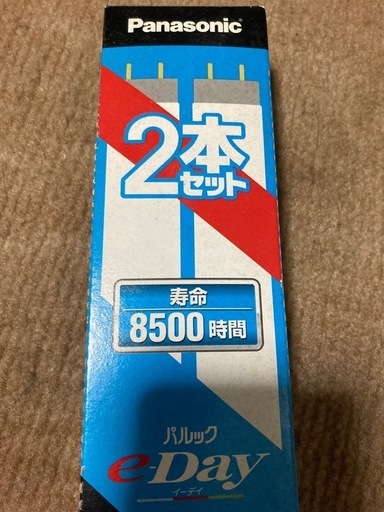 Panasonic
2本
セット
寿命
8500時間
パルック
e-Day
イーデイ